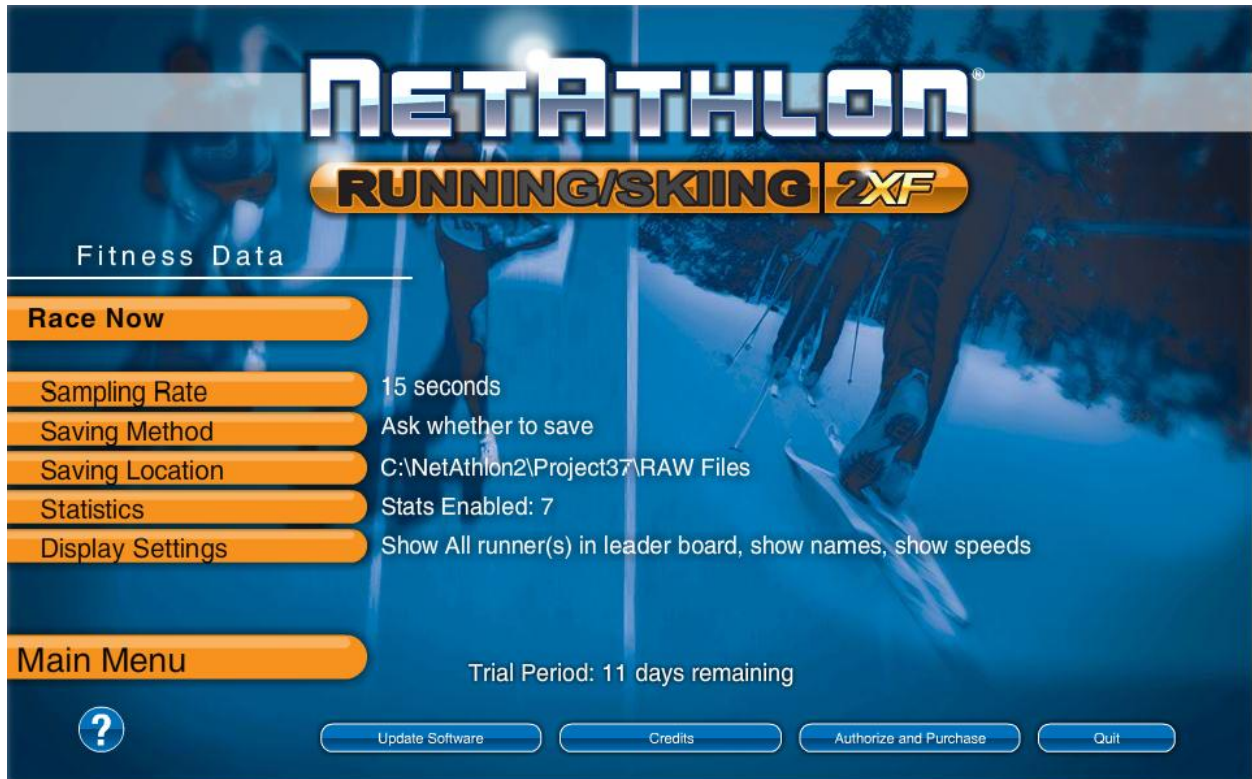 NETATHLON®
RUNNING/SKIING 2XF
Fitness Data
Race Now
Sampling Rate 15 seconds
Saving Method Ask whether to save
Saving Location C:\NetAthlon2\Project37\RAW Files
Statistics Stats Enabled: 7
Display Settings Show All runner(s) in leader board, show names, show speeds
Main Menu
Trial Period: 11 days remaining
? Update Software Credits Authorize and Purchase Quit